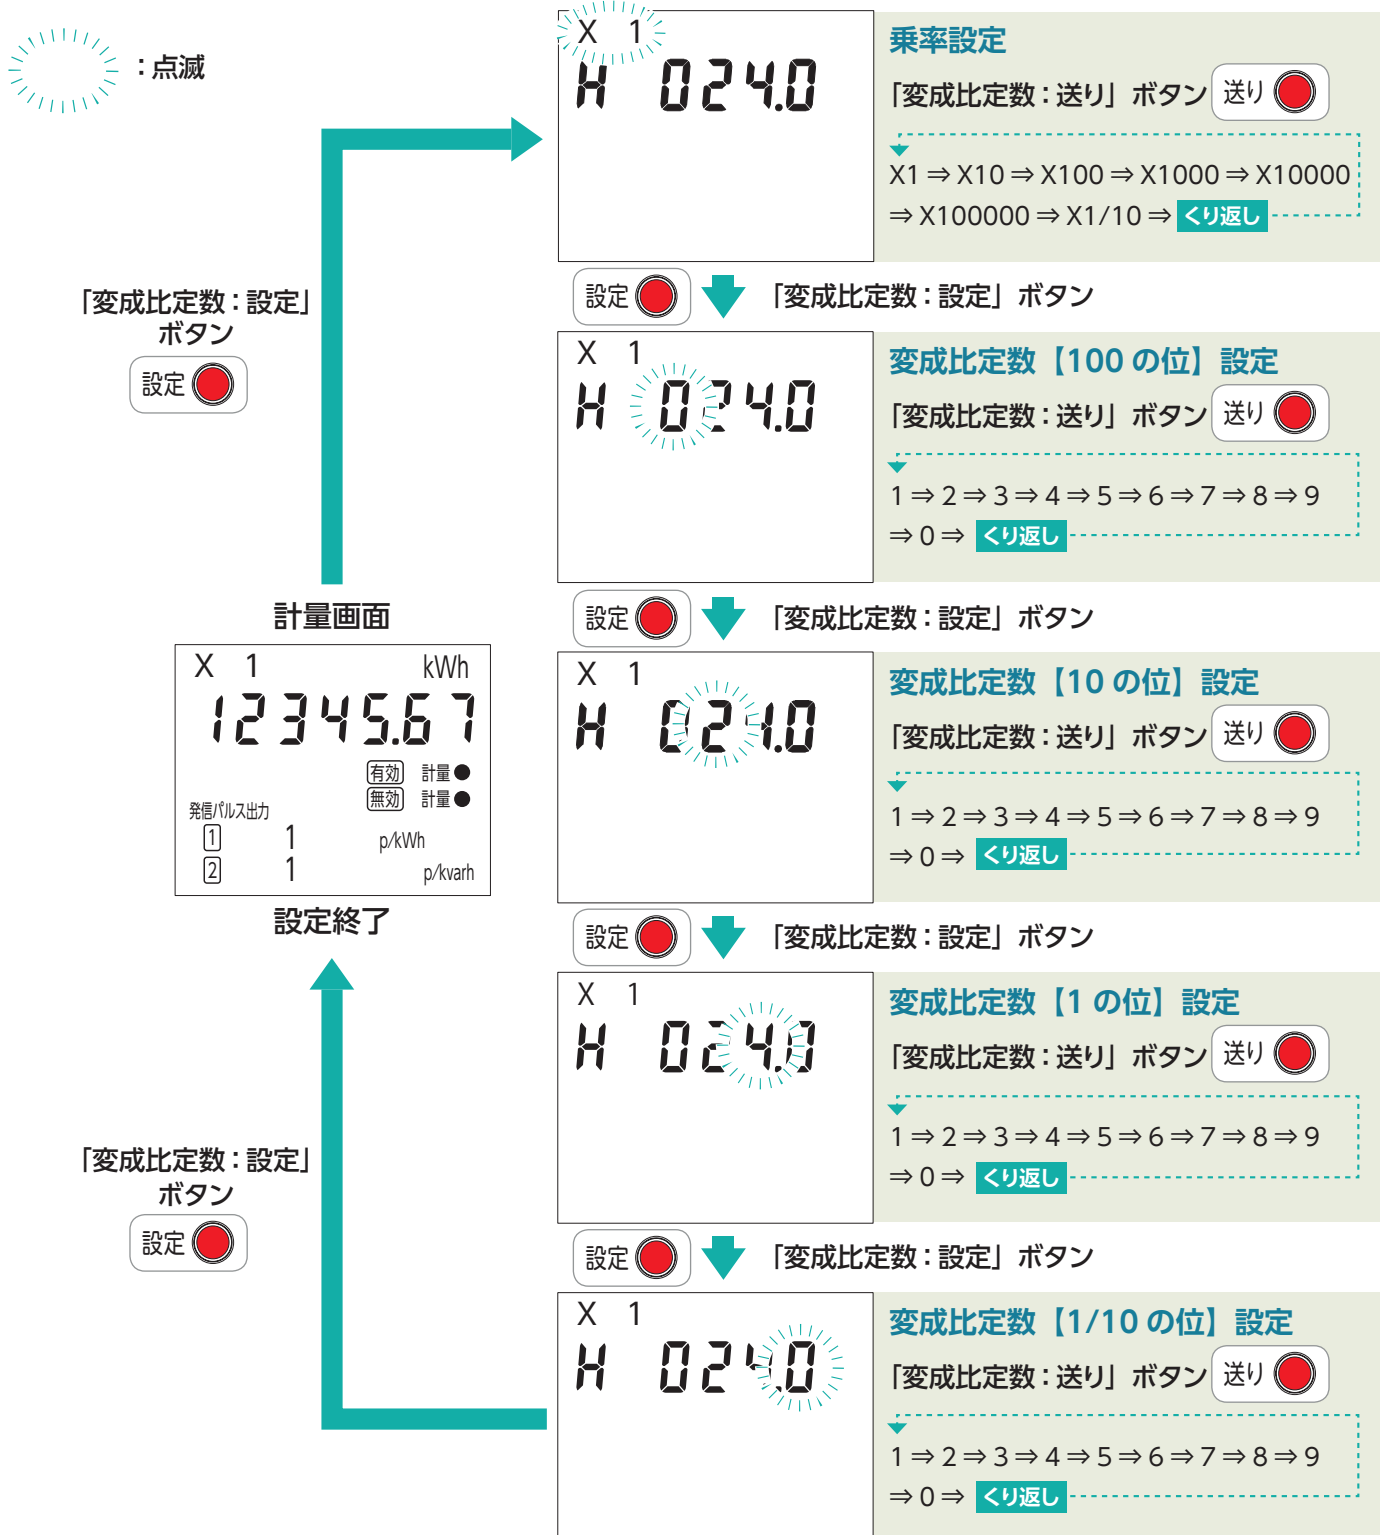 ：点滅
「変成比定数：設定」
ボタン
設定
計量画面
X 1 kWh
12345.67
有効 計量●
無効 計量●
発信パルス出力
1 1 p/kWh
2 1 p/kvarh
設定終了
「変成比定数：設定」
ボタン
設定
X 1
H 024.0
乗率設定
「変成比定数：送り」ボタン 送り
X1 ⇒ X10 ⇒ X100 ⇒ X1000 ⇒ X10000
⇒ X100000 ⇒ X1/10 ⇒ くり返し
設定 「変成比定数：設定」ボタン
X 1
H 024.0
変成比定数【100 の位】設定
「変成比定数：送り」ボタン 送り
1 ⇒ 2 ⇒ 3 ⇒ 4 ⇒ 5 ⇒ 6 ⇒ 7 ⇒ 8 ⇒ 9
⇒ 0 ⇒ くり返し
設定 「変成比定数：設定」ボタン
X 1
H 024.0
変成比定数【10 の位】設定
「変成比定数：送り」ボタン 送り
1 ⇒ 2 ⇒ 3 ⇒ 4 ⇒ 5 ⇒ 6 ⇒ 7 ⇒ 8 ⇒ 9
⇒ 0 ⇒ くり返し
設定 「変成比定数：設定」ボタン
X 1
H 024.0
変成比定数【1 の位】設定
「変成比定数：送り」ボタン 送り
1 ⇒ 2 ⇒ 3 ⇒ 4 ⇒ 5 ⇒ 6 ⇒ 7 ⇒ 8 ⇒ 9
⇒ 0 ⇒ くり返し
設定 「変成比定数：設定」ボタン
X 1
H 024.0
変成比定数【1/10 の位】設定
「変成比定数：送り」ボタン 送り
1 ⇒ 2 ⇒ 3 ⇒ 4 ⇒ 5 ⇒ 6 ⇒ 7 ⇒ 8 ⇒ 9
⇒ 0 ⇒ くり返し